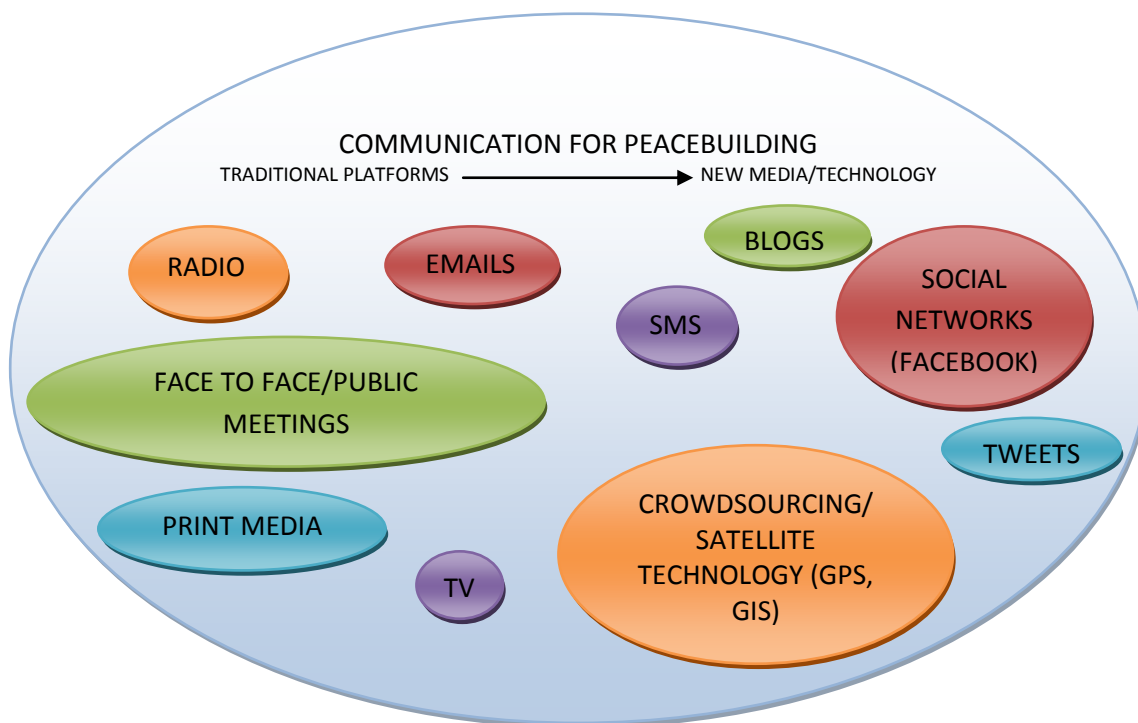 COMMUNICATION FOR PEACEBUILDING
TRADITIONAL PLATFORMS
NEW MEDIA/TECHNOLOGY
RADIO
EMAILS
BLOGS
SMS
SOCIAL
NETWORKS
(FACEBOOK)
FACE TO FACE/PUBLIC
MEETINGS
TWEETS
PRINT MEDIA
TV
CROWDSOURCING/
SATELLITE
TECHNOLOGY (GPS,
GIS)